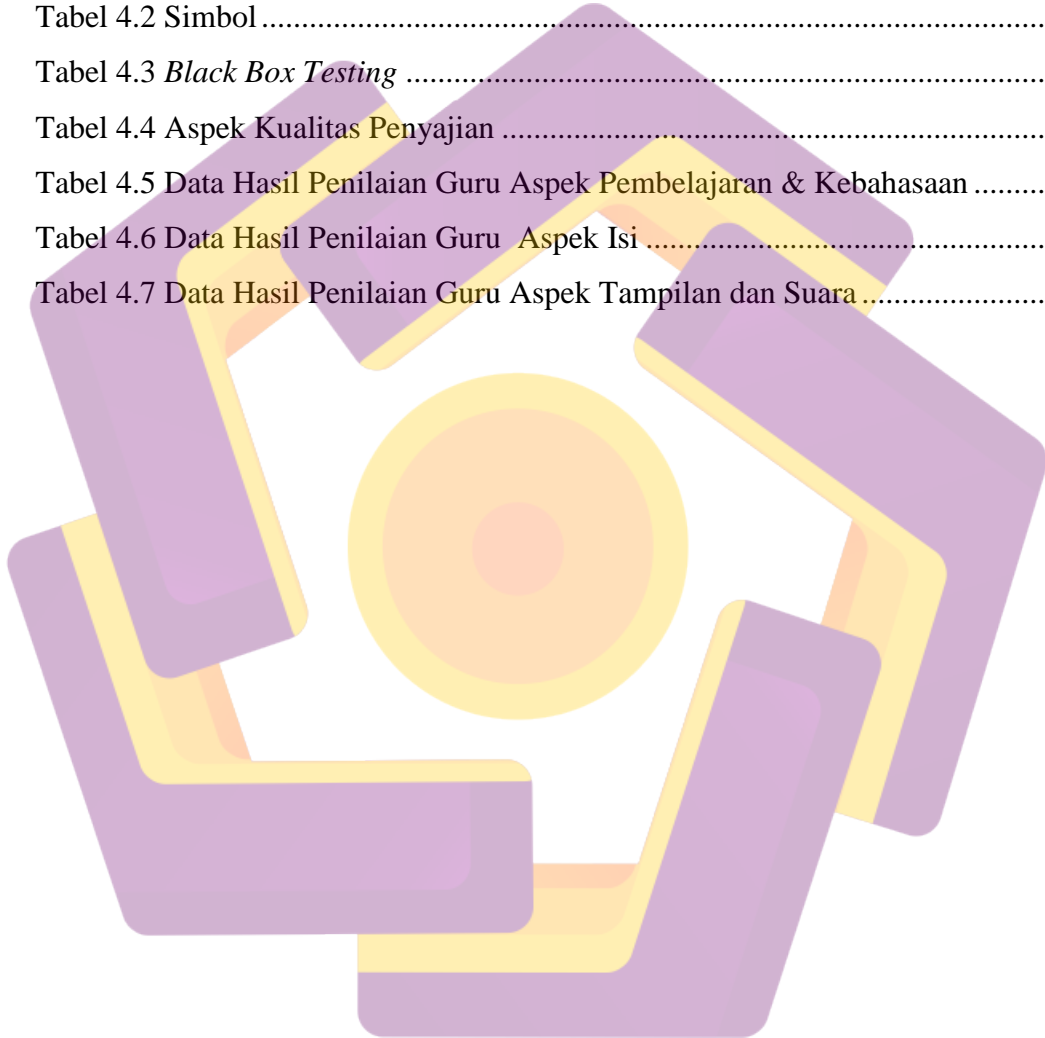 Tabel 4.2 Simbol ........................................................................................................
Tabel 4.3 Black Box Testing ......................................................................................
Tabel 4.4 Aspek Kualitas Penyajian ..........................................................................
Tabel 4.5 Data Hasil Penilaian Guru Aspek Pembelajaran & Kebahasaan .........
Tabel 4.6 Data Hasil Penilaian Guru  Aspek Isi ....................................................
Tabel 4.7 Data Hasil Penilaian Guru Aspek Tampilan dan Suara .......................